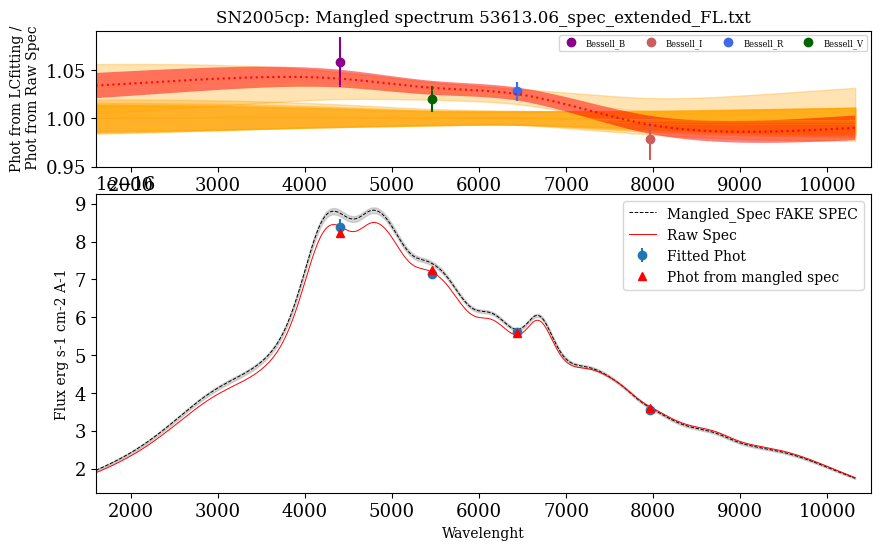 SN2005cp: Mangled spectrum 53613.06_spec_extended_FL.txt
Phot from LCfitting /
Phot from Raw Spec
1.05
1.00
0.95
Bessell_B
Bessell_I
Bessell_R
Bessell_V
2000 3000 4000 5000 6000 7000 8000 9000 10000
1e−16
Flux erg s-1 cm-2 A-1
9
8
7
6
5
4
3
2
Mangled_Spec FAKE SPEC
Raw Spec
Fitted Phot
Phot from mangled spec
2000 3000 4000 5000 6000 7000 8000 9000 10000
Wavelenght